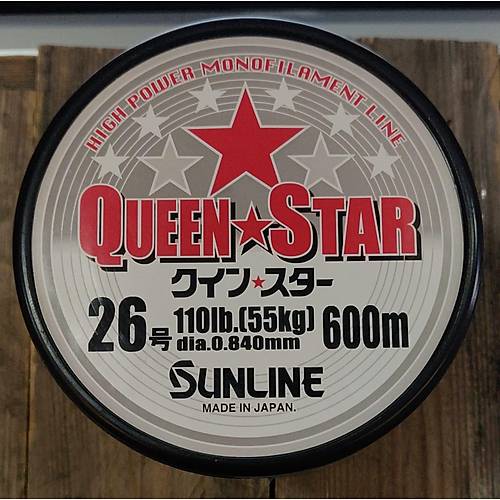 HIGH POWER MONOFILAMENT LINE
QUEEN★STAR
クイン★スター
26号 110lb.(55kg) 600m
dia.0.840mm
SUNLINE
MADE IN JAPAN.